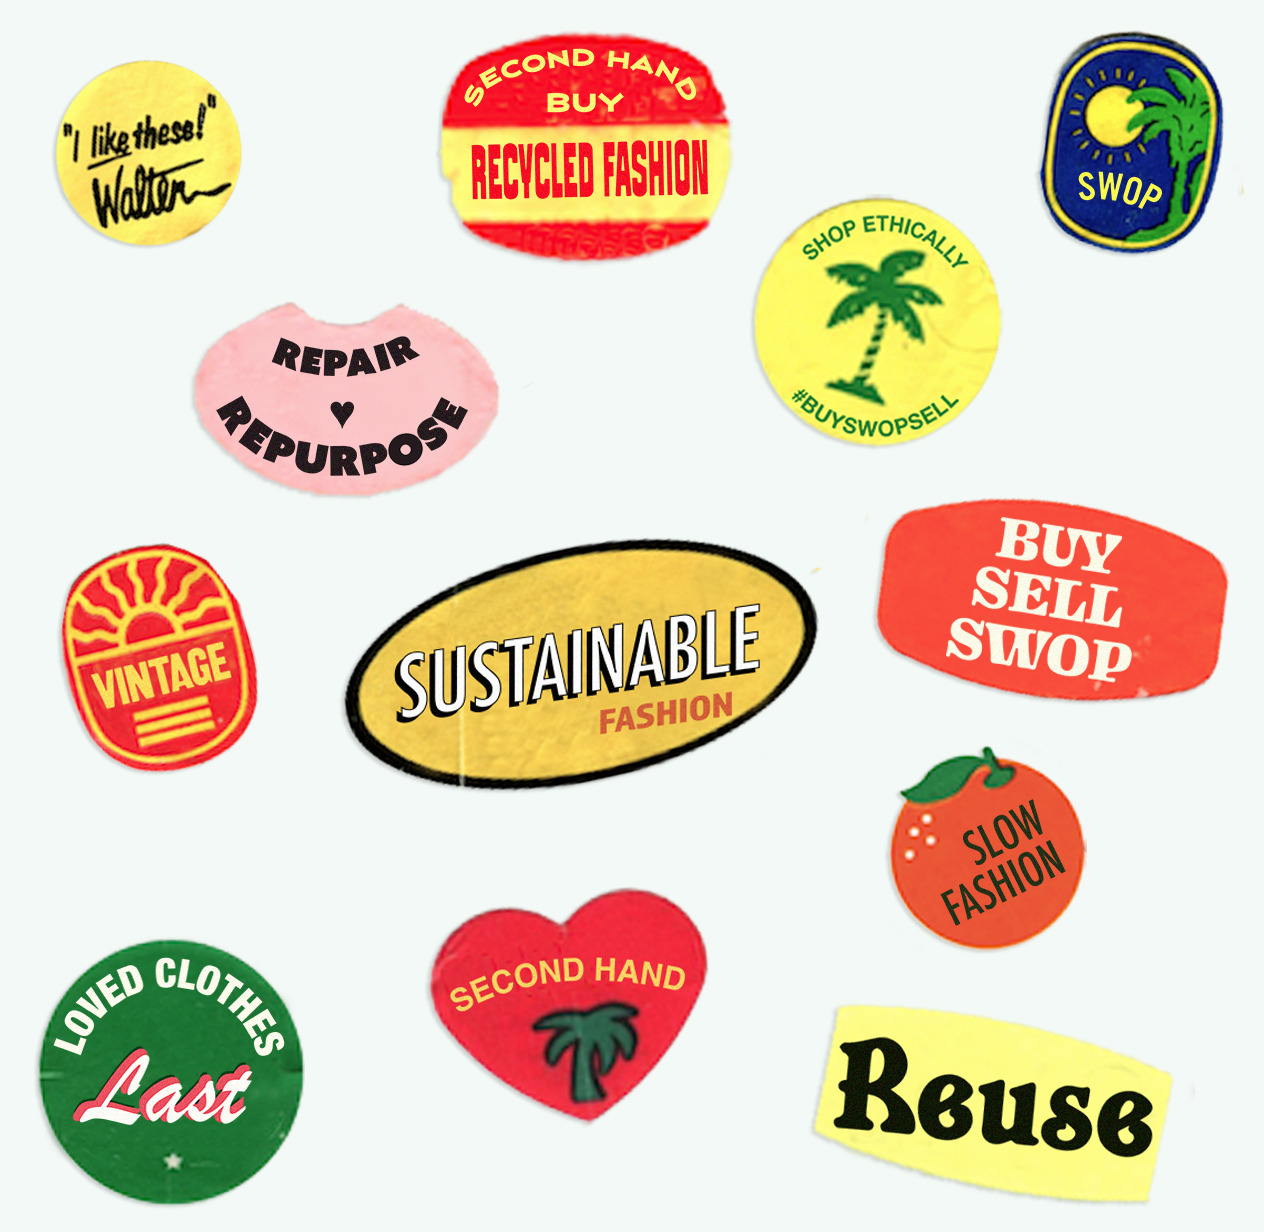 "I like these!"
Walter
SECOND HAND
BUY
RECYCLED FASHION
SWOP
SHOP ETHICALLY
#BUYSWOPSELL
REPAIR
♥
REPURPOSE
VINTAGE
SUSTAINABLE
FASHION
BUY
SELL
SWOP
SLOW
FASHION
LOVED CLOTHES
Last
SECOND HAND
Reuse